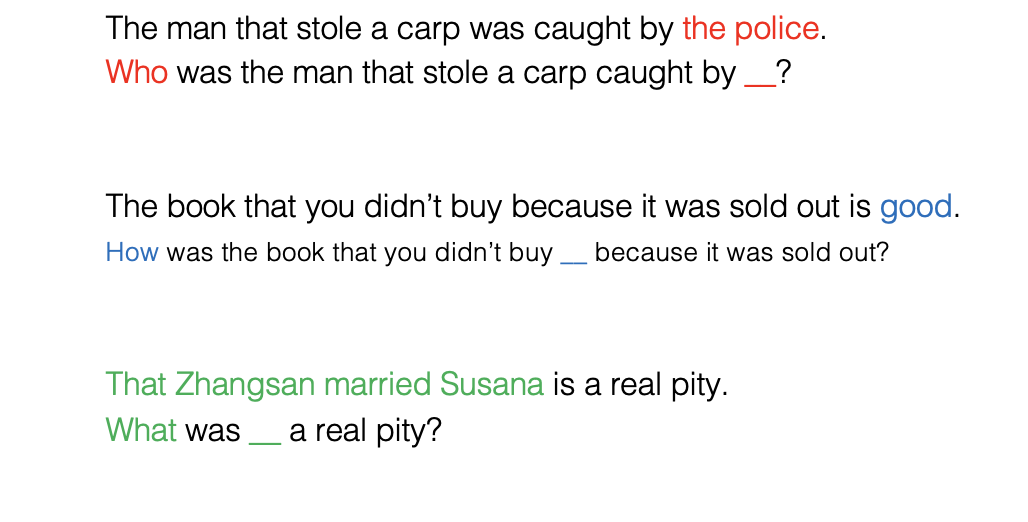 The man that stole a carp was caught by the police.
Who was the man that stole a carp caught by __?
The book that you didn’t buy because it was sold out is good.
How was the book that you didn’t buy __ because it was sold out?
That Zhangsan married Susana is a real pity.
What was __ a real pity?